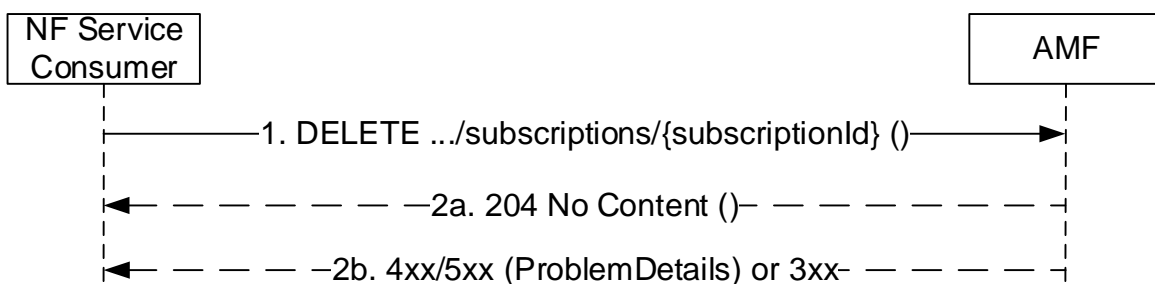 NF Service
Consumer
AMF
1. DELETE .../subscriptions/{subscriptionId} ()
2a. 204 No Content ()
2b. 4xx/5xx (ProblemDetails) or 3xx